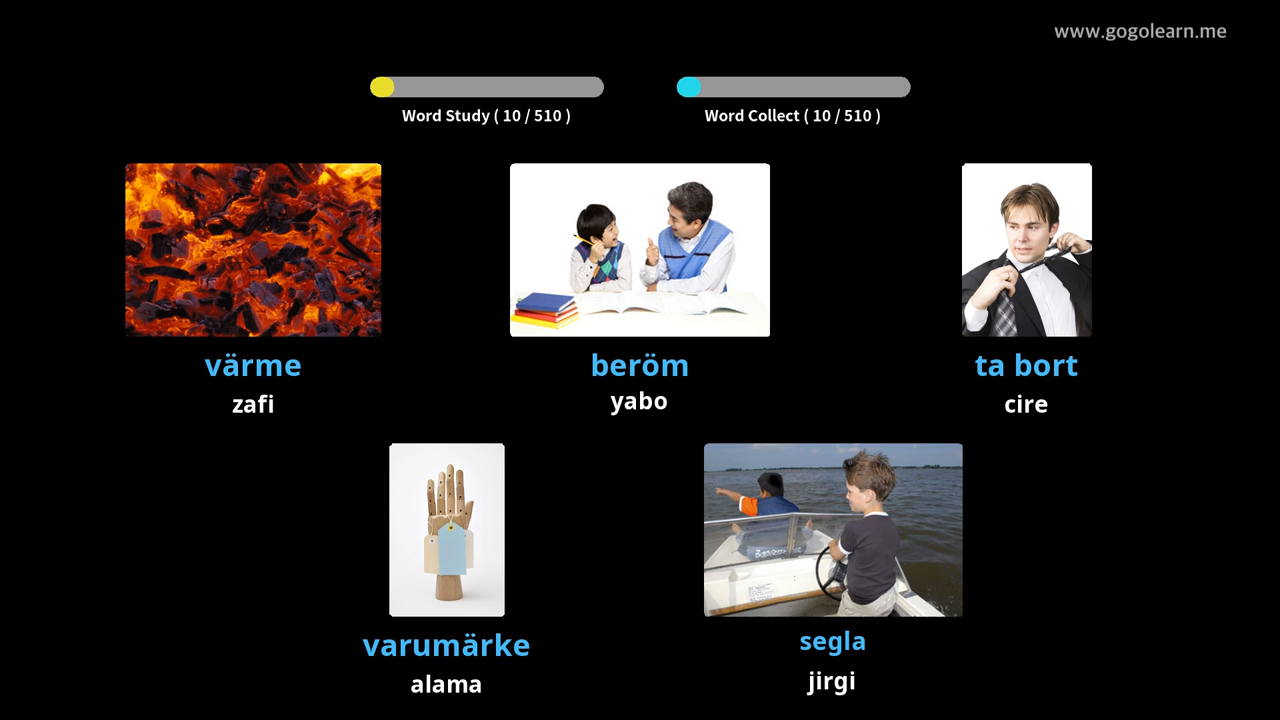 www.gogolearn.me
Word Study ( 10 / 510 )
Word Collect ( 10 / 510 )
värme
zafi
beröm
yabo
ta bort
cire
varumärke
alama
segla
jirgi